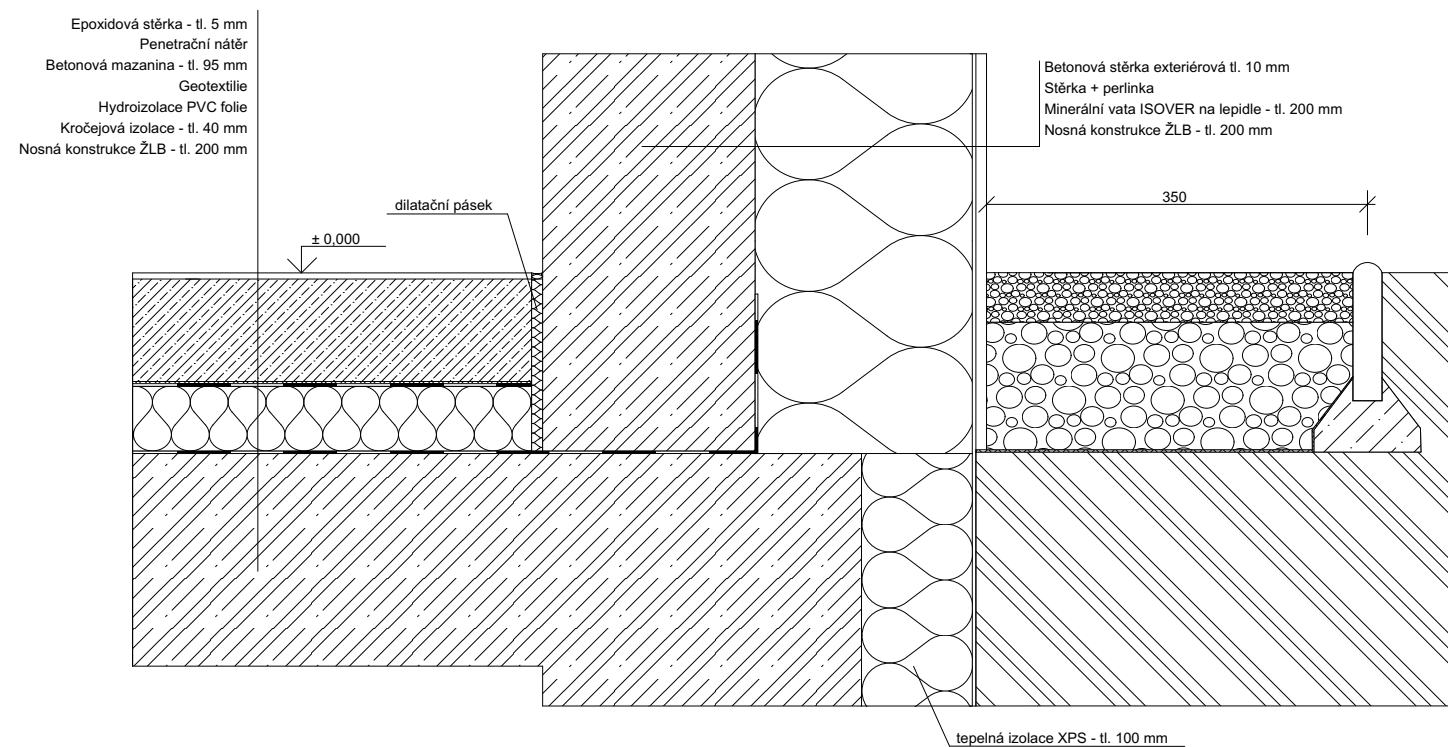 Epoxidová stěrka - tl. 5 mm
Penetrační nátěr
Betonová mazanina - tl. 95 mm
Geotextilie
Hydroizolace PVC folie
Kročejová izolace - tl. 40 mm
Nosná konstrukce ŽLB - tl. 200 mm
Betonová stěrka exteriérová tl. 10 mm
Stěrka + perlinka
Minerální vata ISOVER na lepidle - tl. 200 mm
Nosná konstrukce ŽLB - tl. 200 mm
dilatační pásek
± 0,000
350
tepelná izolace XPS - tl. 100 mm